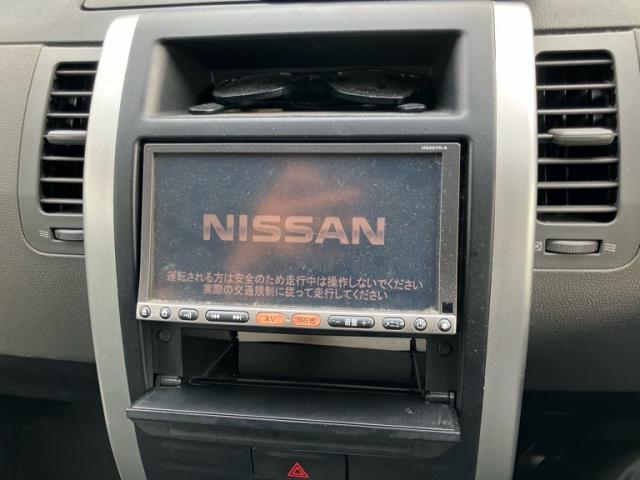 HS307D-A
NISSAN
運転される方は安全のため走行中は操作しないでください
実際の交通規制に従って走行してください
AV
現在地
メニュー